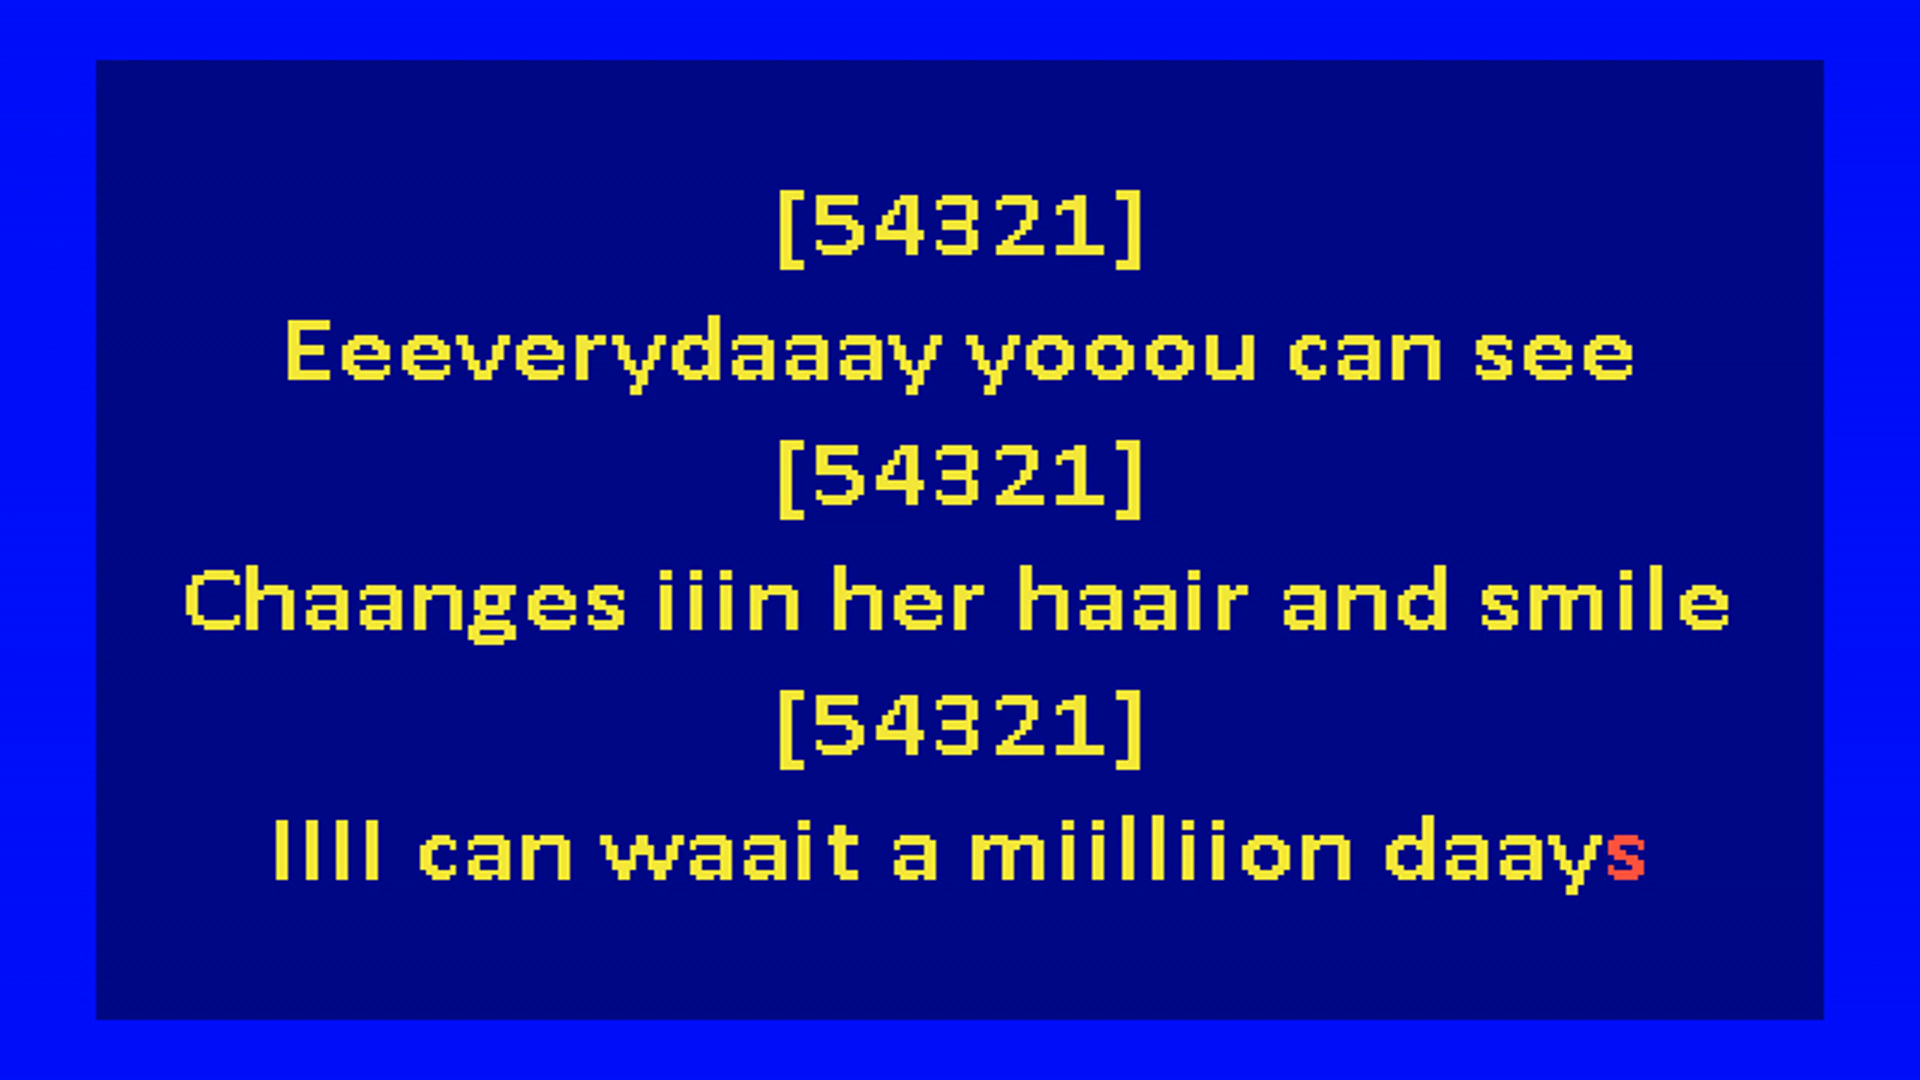 [54321]
Eeeverydaaay yooou can see
[54321]
Chaanges iiin her haair and smile
[54321]
IIII can waait a miilliion daays